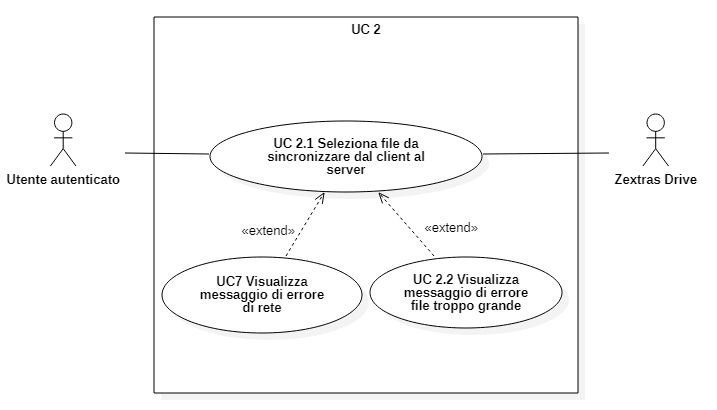 UC 2
UC 2.1 Seleziona file da
sincronizzare dal client al
server
Utente autenticato
Zextras Drive
«extend»
«extend»
UC7 Visualizza
messaggio di errore
di rete
UC 2.2 Visualizza
messaggio di errore
file troppo grande